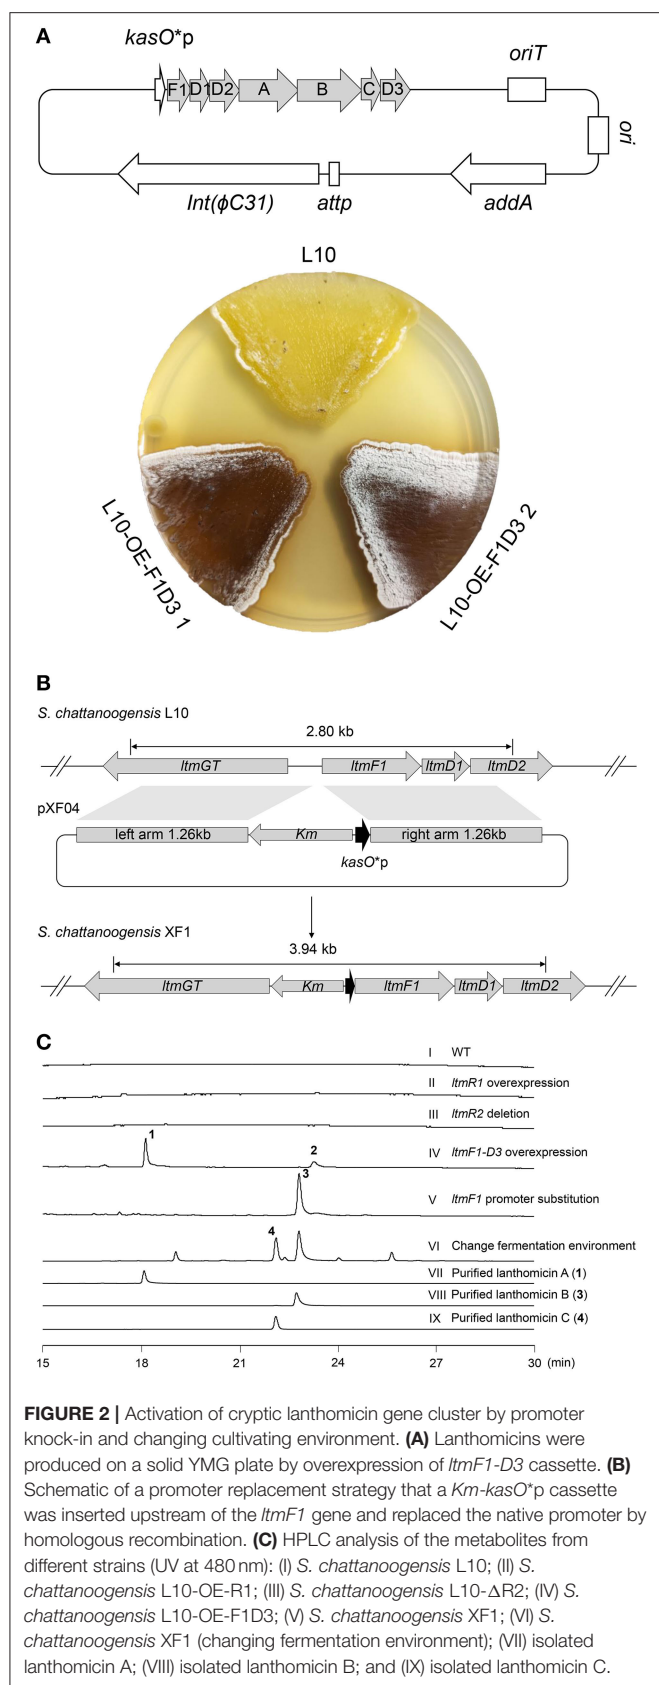 A
kasO*p
oriT
F1 D1 D2 A B C D3
ori
Int(ϕC31)
attp
addA
L10
L10-OE-F1D3 1
L10-OE-F1D3 2
B
S. chattanoogensis L10
2.80 kb
ltmGT
ltmF1
ltmD1
ltmD2
pXF04
left arm 1.26kb
Km
right arm 1.26kb
kasO*p
S. chattanoogensis XF1
3.94 kb
ltmGT
Km
ltmF1
ltmD1
ltmD2
C
I WT
II ltmR1 overexpression
III ltmR2 deletion
1
2
IV ltmF1-D3 overexpression
3
V ltmF1 promoter substitution
4
VI Change fermentation environment
VII Purified lanthomicin A (1)
VIII Purified lanthomicin B (3)
IX Purified lanthomicin C (4)
15 18 21 24 27 30 (min)
FIGURE 2 | Activation of cryptic lanthomicin gene cluster by promoter
knock-in and changing cultivating environment. (A) Lanthomicins were
produced on a solid YMG plate by overexpression of ltmF1-D3 cassette. (B)
Schematic of a promoter replacement strategy that a Km-kasO*p cassette
was inserted upstream of the ltmF1 gene and replaced the native promoter by
homologous recombination. (C) HPLC analysis of the metabolites from
different strains (UV at 480 nm): (I) S. chattanoogensis L10; (II) S.
chattanoogensis L10-OE-R1; (III) S. chattanoogensis L10-ΔR2; (IV) S.
chattanoogensis L10-OE-F1D3; (V) S. chattanoogensis XF1; (VI) S.
chattanoogensis XF1 (changing fermentation environment); (VII) isolated
lanthomicin A; (VIII) isolated lanthomicin B; and (IX) isolated lanthomicin C.